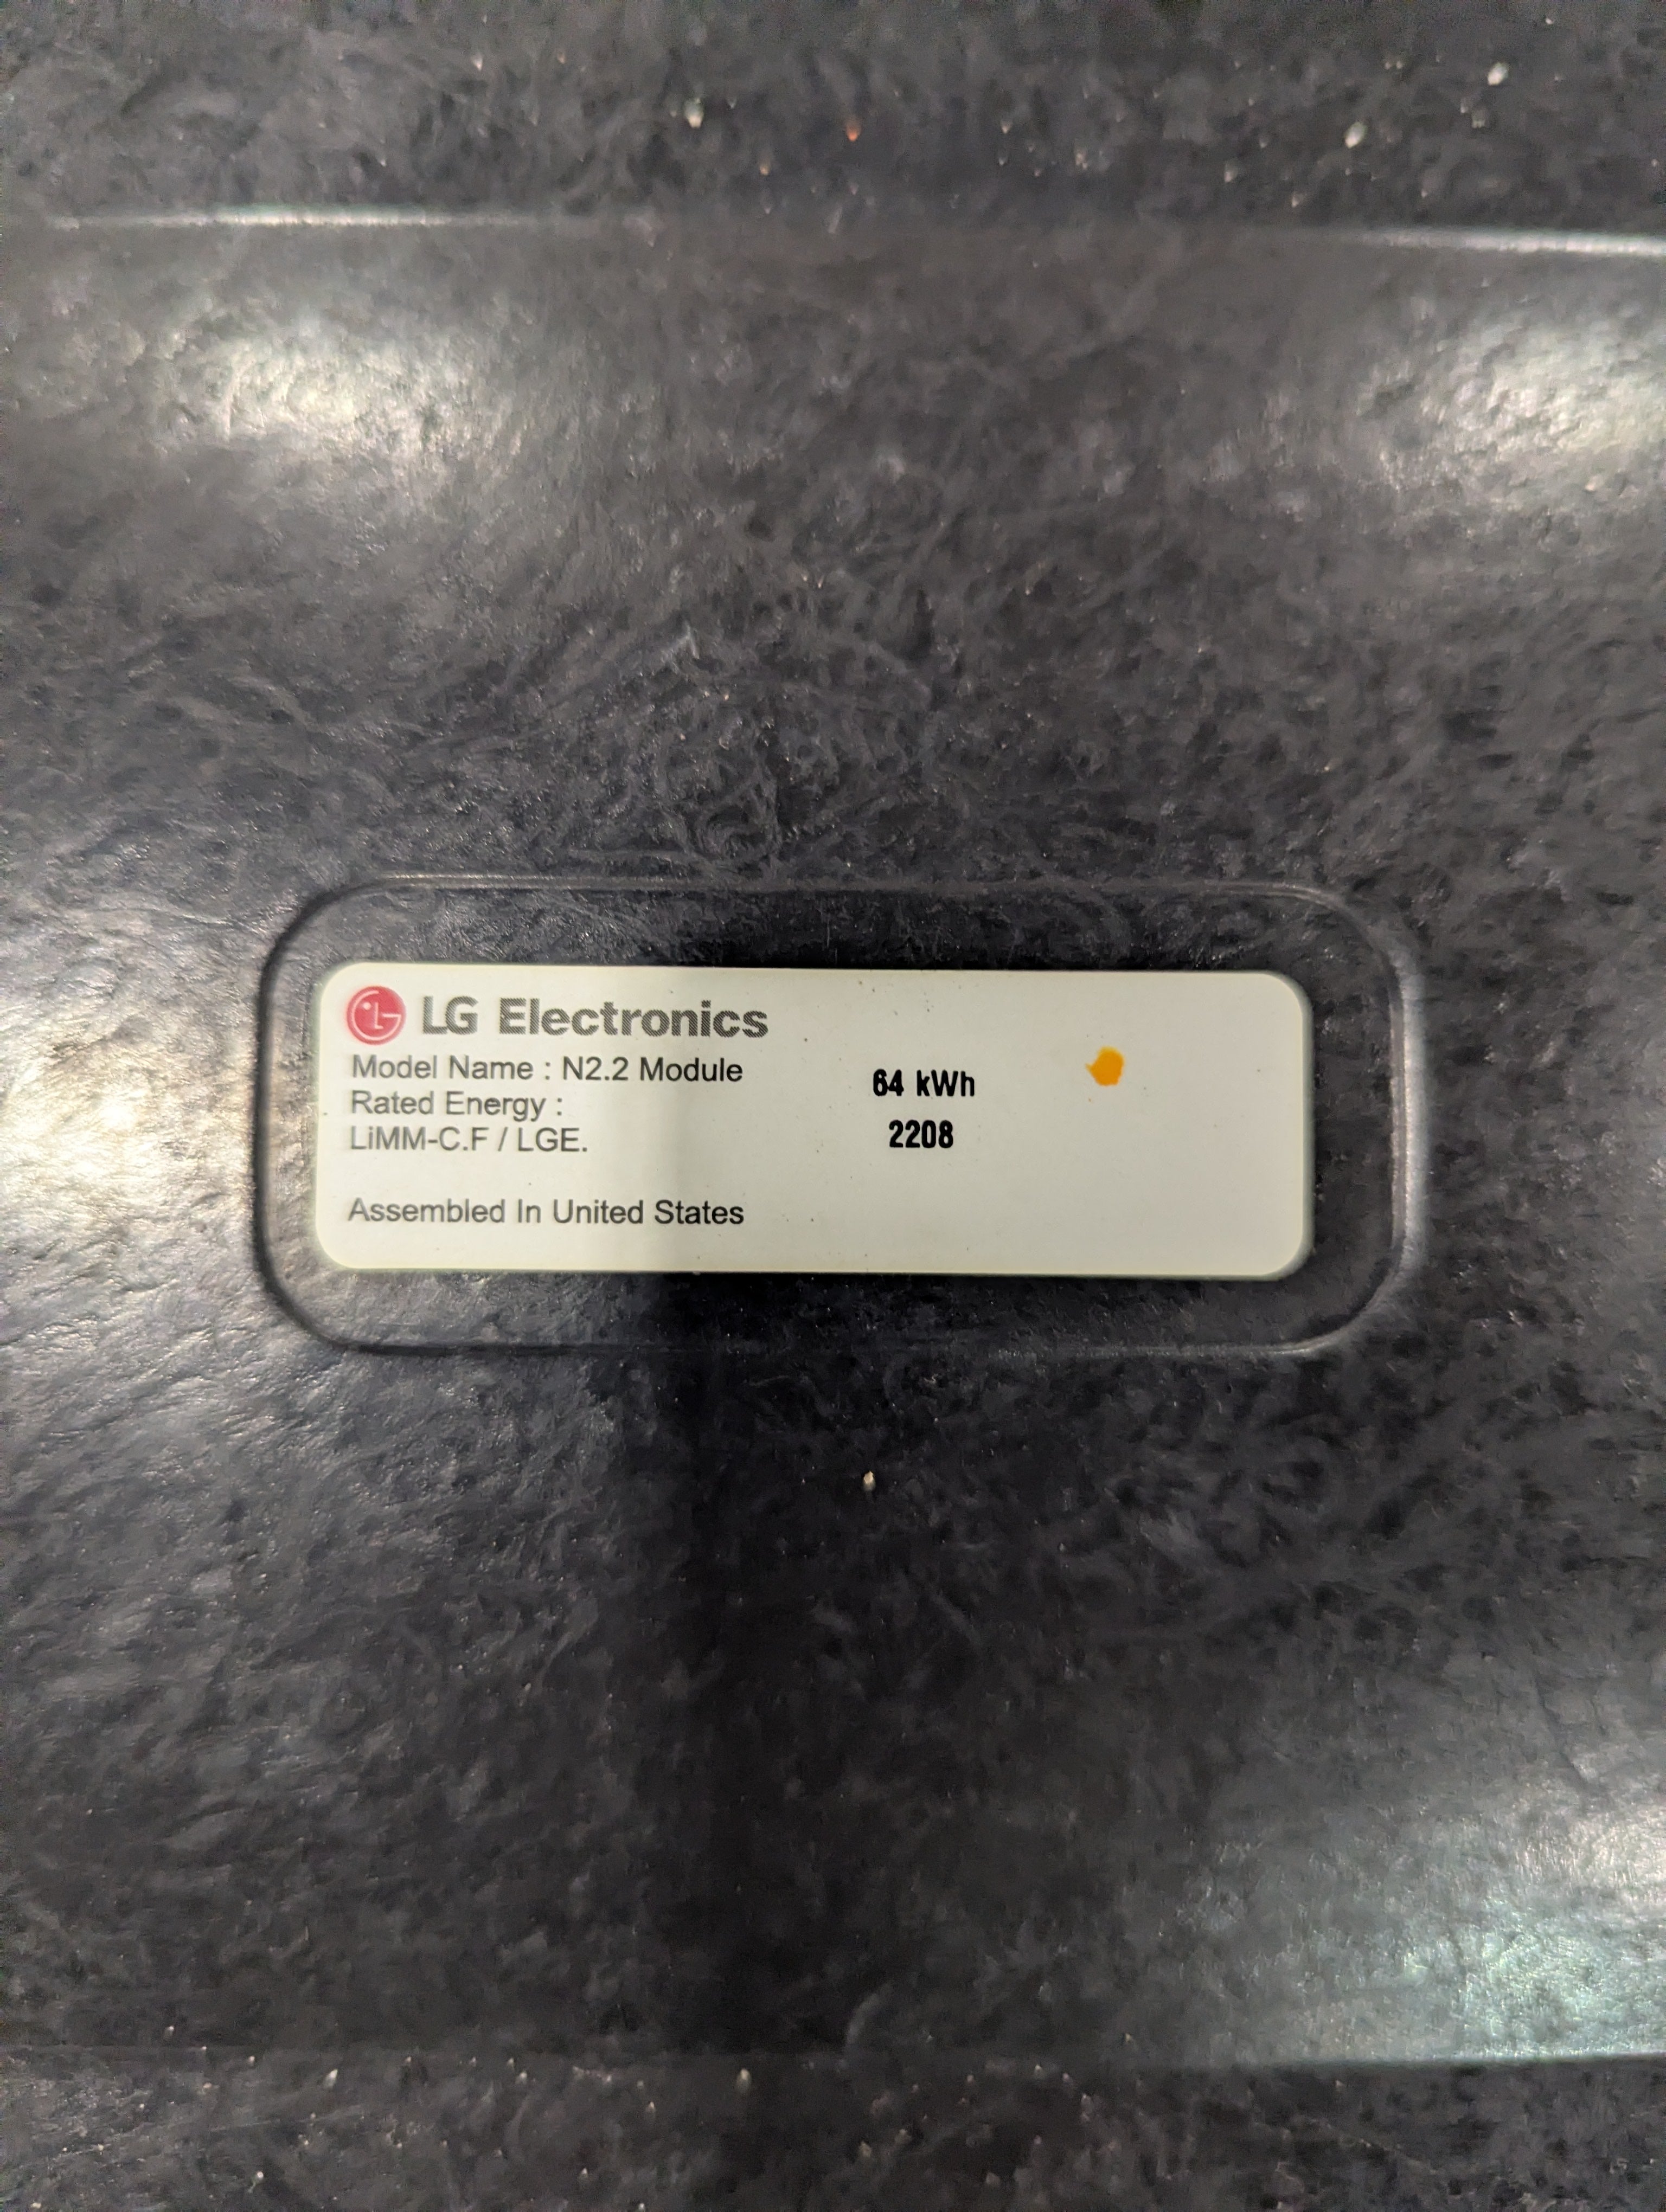 LG Electronics
Model Name : N2.2 Module
Rated Energy : 64 kWh
LiMM-C.F / LGE. 2208
Assembled In United States